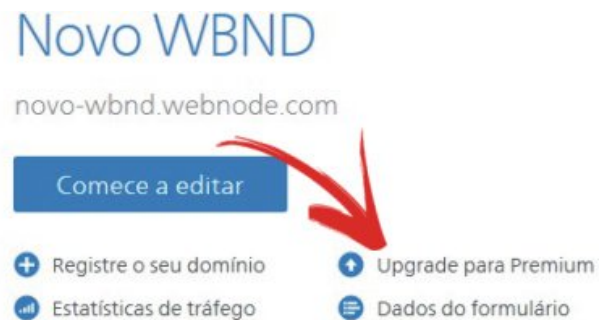 Novo WBND
novo-wbnd.webnode.com
Comece a editar
Registre o seu domínio
Upgrade para Premium
Estatísticas de tráfego
Dados do formulário